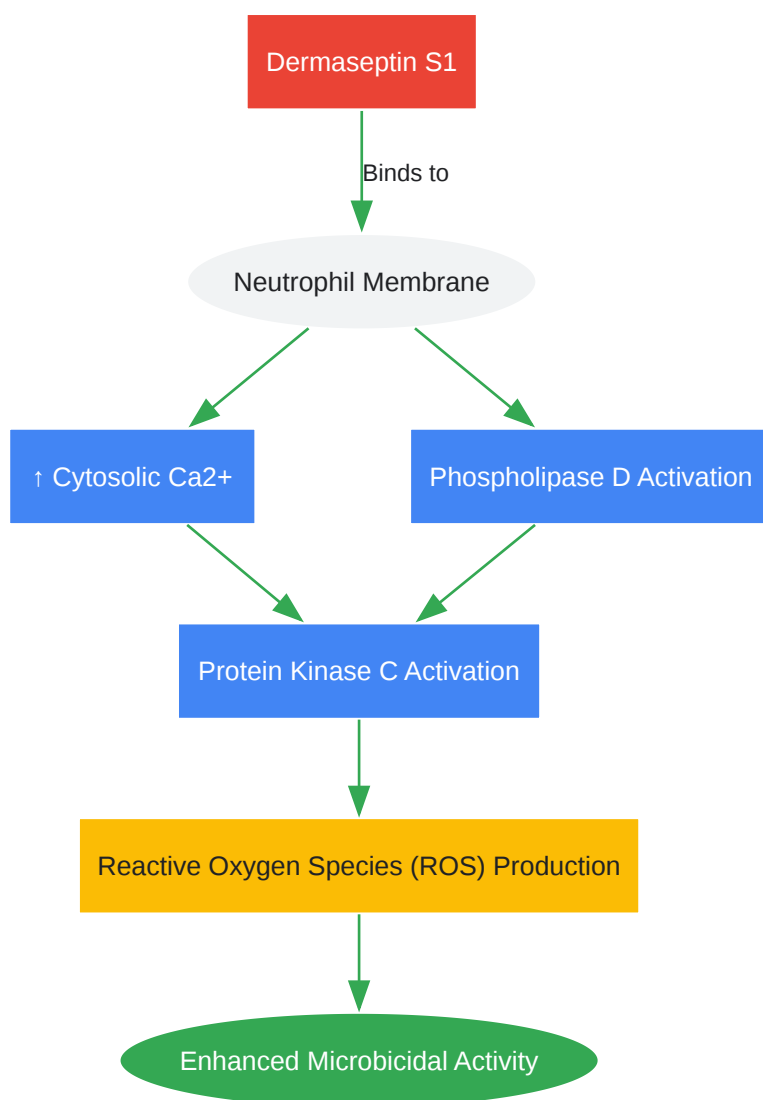 Dermaseptin S1
Binds to
Neutrophil Membrane
↑ Cytosolic Ca2+
Phospholipase D Activation
Protein Kinase C Activation
Reactive Oxygen Species (ROS) Production
Enhanced Microbicidal Activity